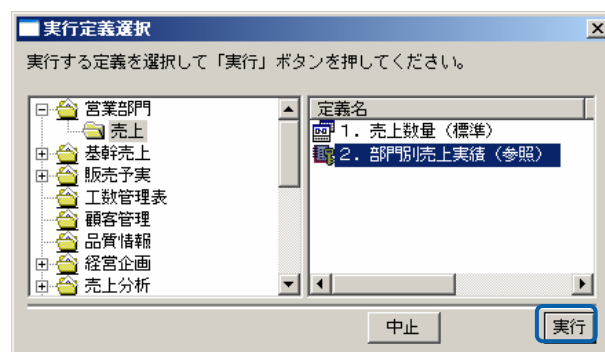 実行定義選択
実行する定義を選択して「実行」ボタンを押してください。
営業部門
売上
基幹売上
販売予実
工数管理表
顧客管理
品質情報
経営企画
売上分析
定義名
1．売上数量（標準）
2．部門別売上実績（参照）
中止
実行